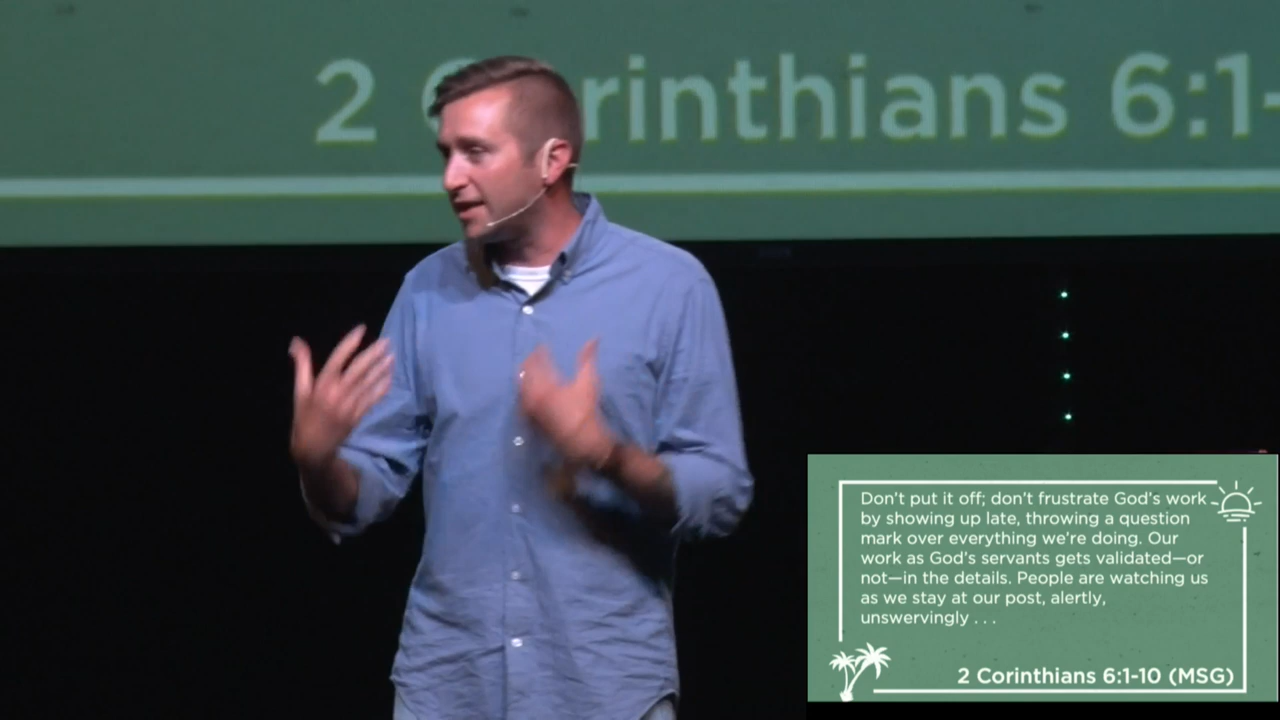 2 Corinthians 6:1-
Don't put it off; don't frustrate God's work
by showing up late, throwing a question
mark over everything we're doing. Our
work as God's servants gets validated—or
not—in the details. People are watching us
as we stay at our post, alertly,
unswervingly . . .
2 Corinthians 6:1-10 (MSG)